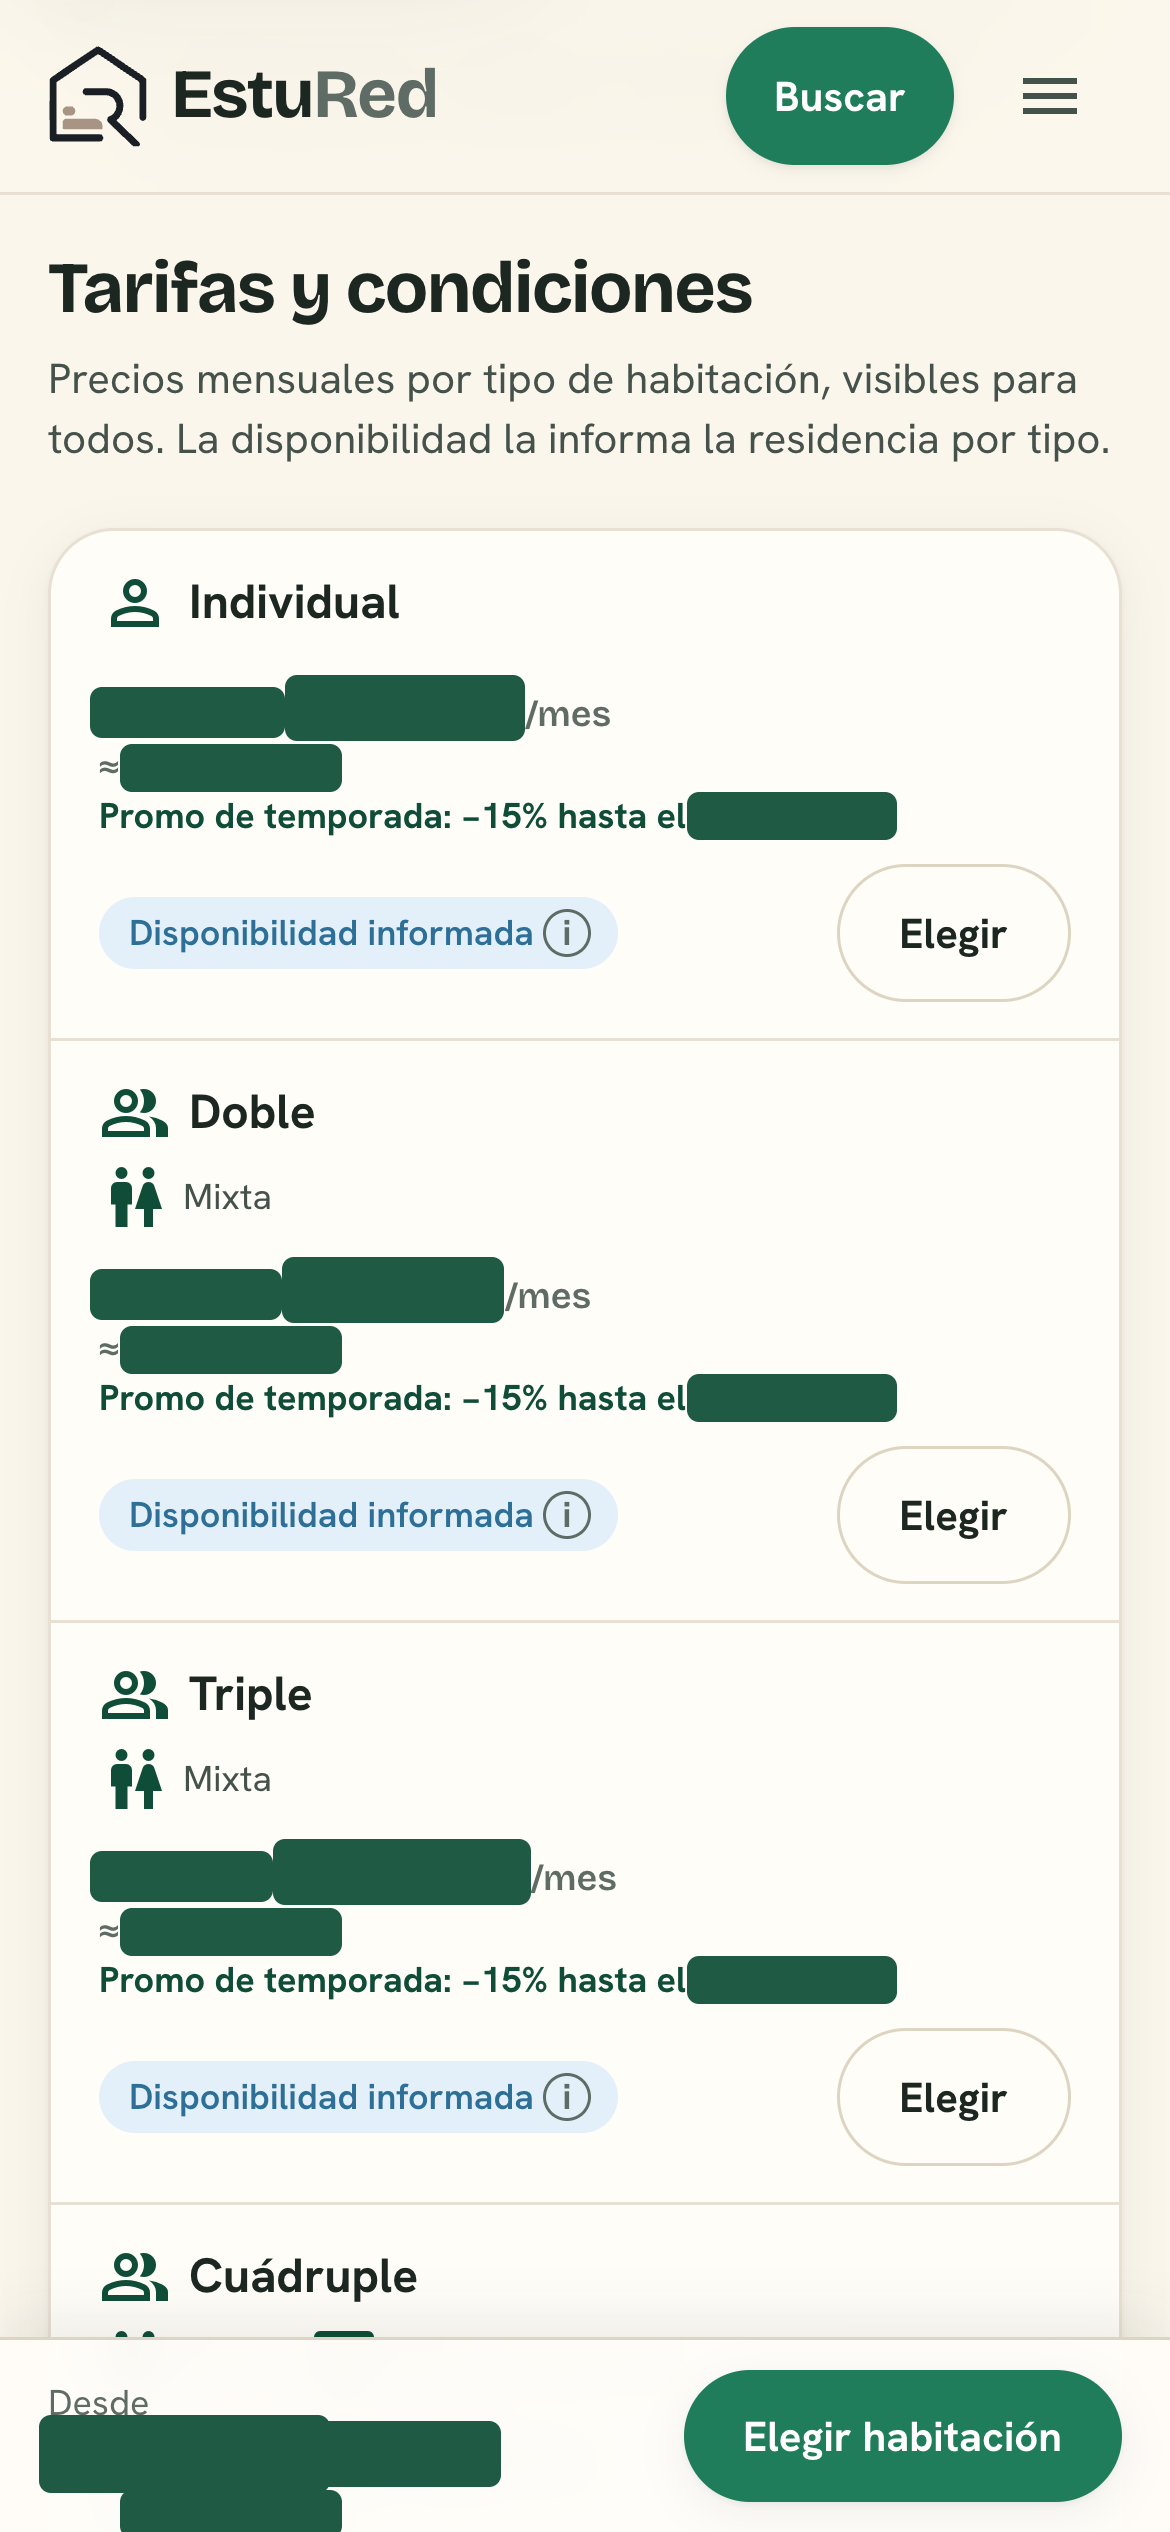 EstuRed
Buscar
Tarifas y condiciones
Precios mensuales por tipo de habitación, visibles para
todos. La disponibilidad la informa la residencia por tipo.
Individual
/mes
≈
Promo de temporada: −15% hasta el
Disponibilidad informada i
Elegir
Doble
Mixta
/mes
≈
Promo de temporada: −15% hasta el
Disponibilidad informada i
Elegir
Triple
Mixta
/mes
≈
Promo de temporada: −15% hasta el
Disponibilidad informada i
Elegir
Cuádruple
Desde
Elegir habitación